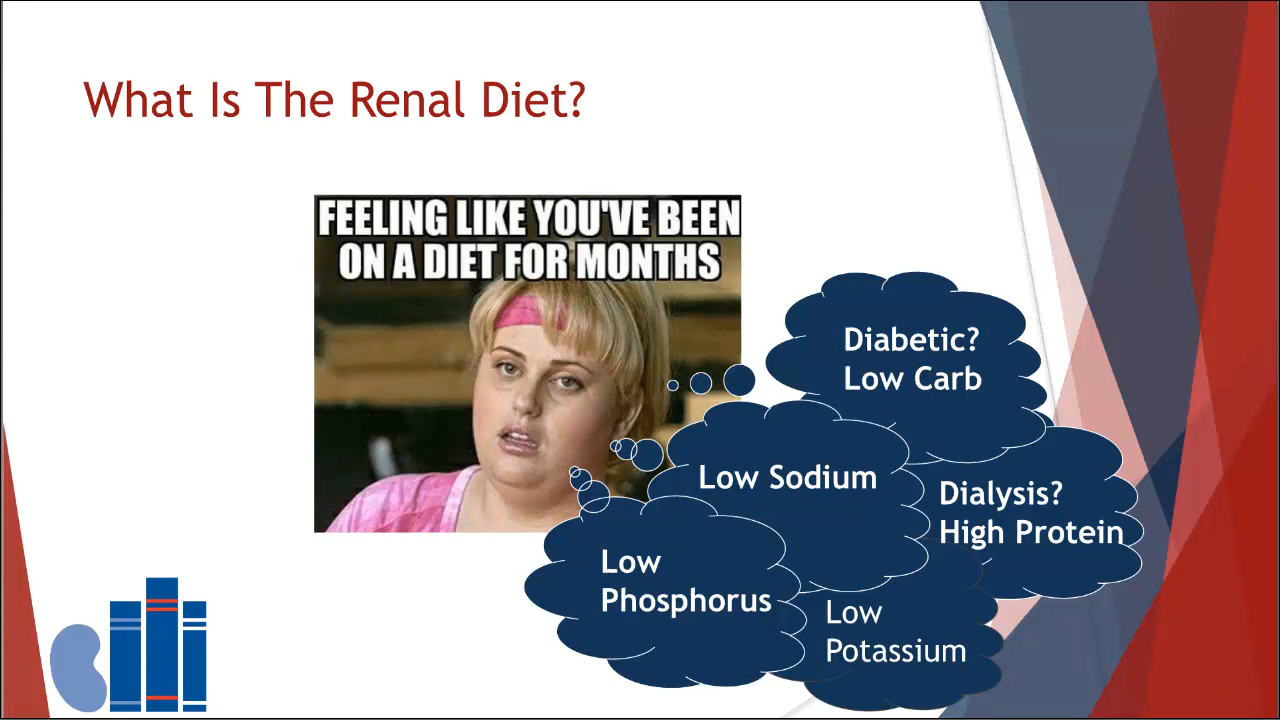 What Is The Renal Diet?
FEELING LIKE YOU'VE BEEN
ON A DIET FOR MONTHS
Diabetic?
Low Carb
Low Sodium
Dialysis?
High Protein
Low
Phosphorus
Low
Potassium